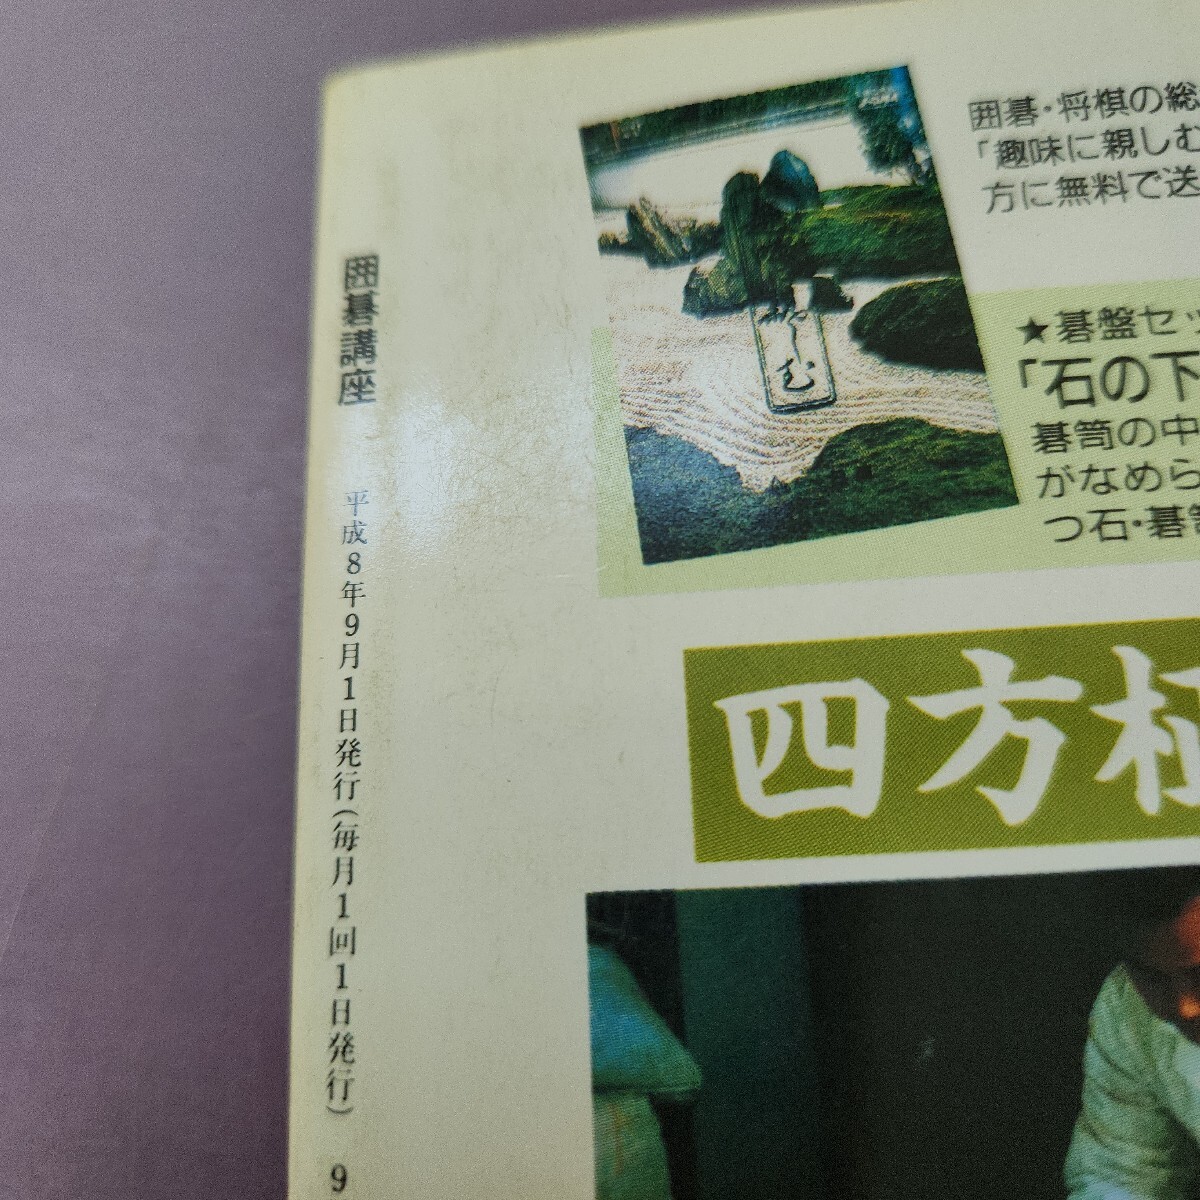 囲碁講座 平成8年9月1日発行(毎月1回1日発行) 9
囲碁・将棋の総
「趣味に親しむ
方に無料で送
★碁盤セッ
「石の下
碁笥の中
がなめら
つ石・碁笥
四方柾